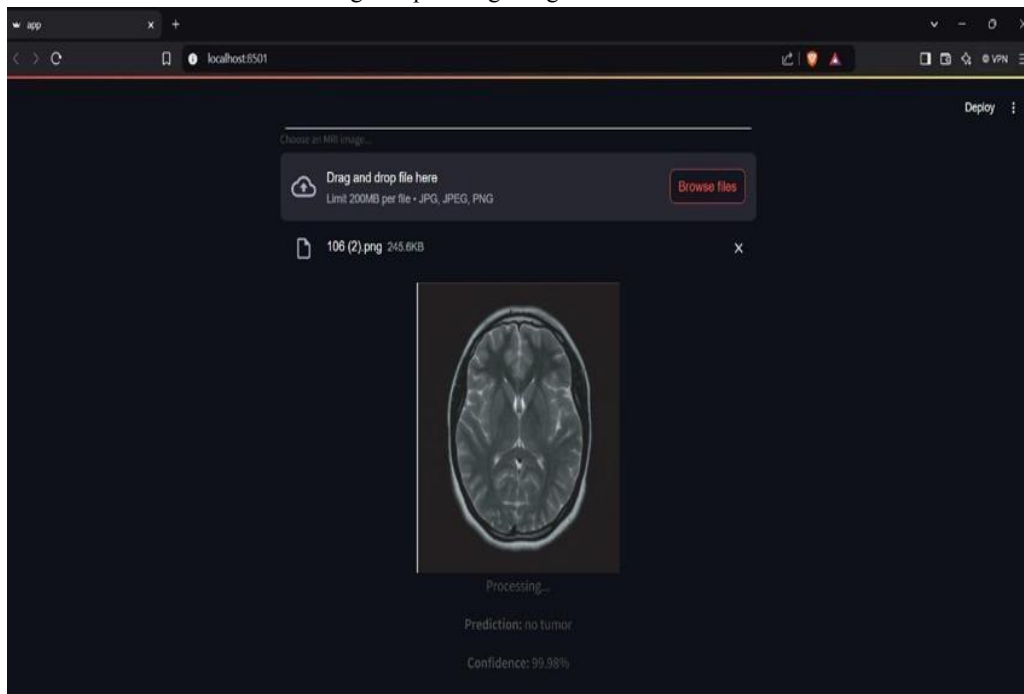 app
localhost:8501
VPN
Deploy
Choose an MRI image...
Drag and drop file here
Limit 200MB per file • JPG, JPEG, PNG
Browse files
106 (2).png 245.6KB
Processing...
Prediction: no tumor
Confidence: 99.98%